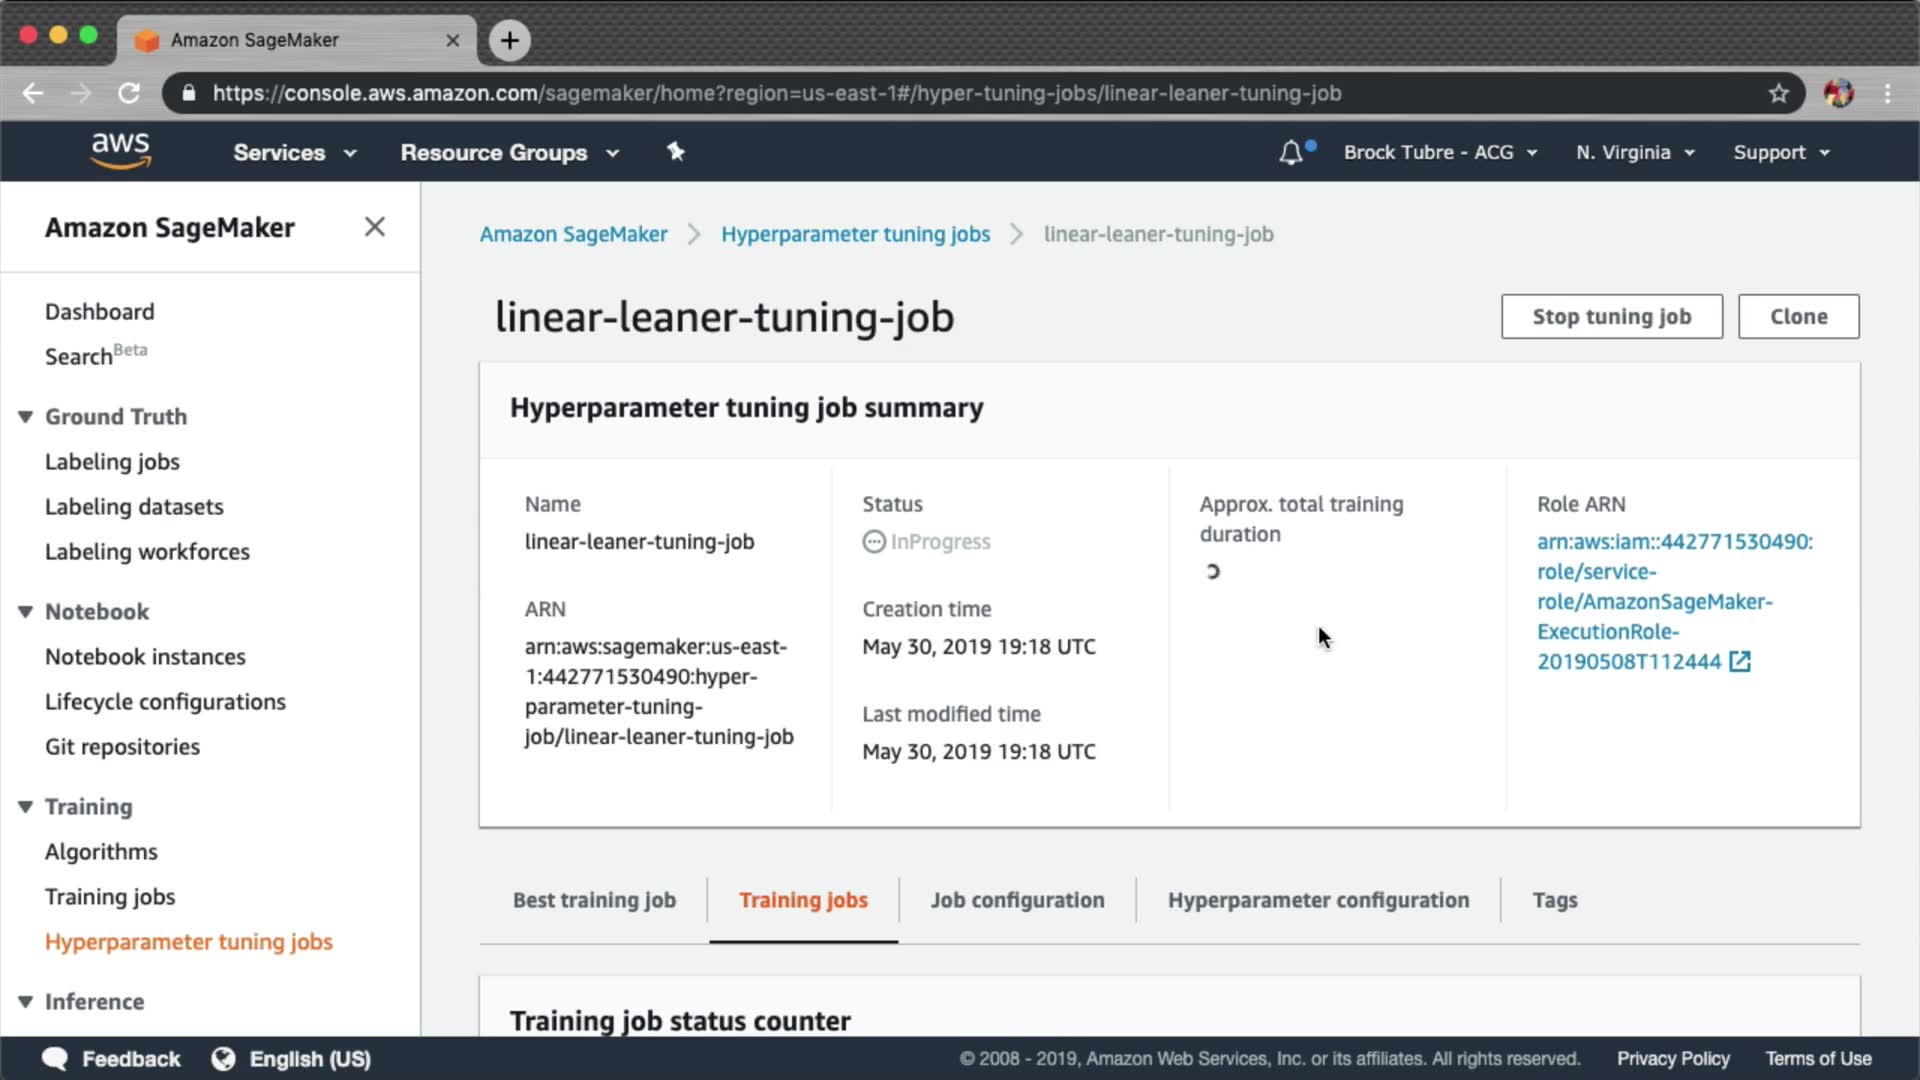 Amazon SageMaker
https://console.aws.amazon.com/sagemaker/home?region=us-east-1#/hyper-tuning-jobs/linear-leaner-tuning-job
aws
Services
Resource Groups
Brock Tubre - ACG
N. Virginia
Support
Amazon SageMaker
Dashboard
Search Beta
Ground Truth
Labeling jobs
Labeling datasets
Labeling workforces
Notebook
Notebook instances
Lifecycle configurations
Git repositories
Training
Algorithms
Training jobs
Hyperparameter tuning jobs
Inference
Amazon SageMaker
Hyperparameter tuning jobs
linear-leaner-tuning-job
linear-leaner-tuning-job
Stop tuning job
Clone
Hyperparameter tuning job summary
Name
linear-leaner-tuning-job
ARN
arn:aws:sagemaker:us-east-
1:442771530490:hyper-
parameter-tuning-
job/linear-leaner-tuning-job
Status
InProgress
Creation time
May 30, 2019 19:18 UTC
Last modified time
May 30, 2019 19:18 UTC
Approx. total training
duration
Role ARN
arn:aws:iam::442771530490:
role/service-
role/AmazonSageMaker-
ExecutionRole-
20190508T112444
Best training job
Training jobs
Job configuration
Hyperparameter configuration
Tags
Training job status counter
Feedback
English (US)
© 2008 - 2019, Amazon Web Services, Inc. or its affiliates. All rights reserved.
Privacy Policy
Terms of Use